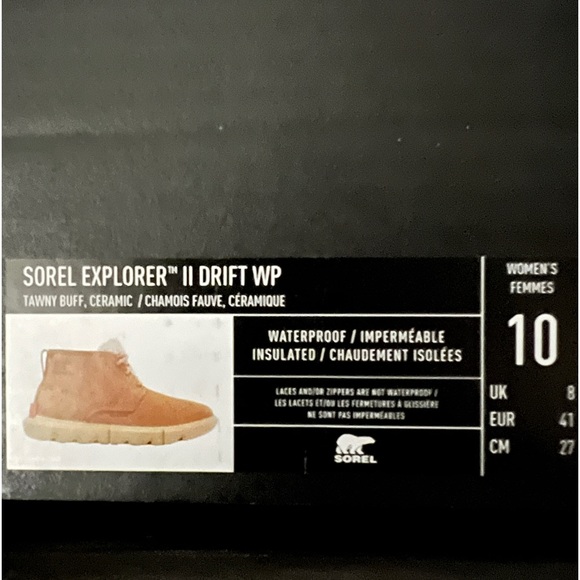 SOREL EXPLORER™ II DRIFT WP
TAWNY BUFF, CERAMIC / CHAMOIS FAUVE, CÉRAMIQUE
WATERPROOF / IMPERMÉABLE
INSULATED / CHAUDEMENT ISOLÉES
LACES AND/OR ZIPPERS ARE NOT WATERPROOF /
LES LACETS ET/OU LES FERMETURES À GLISSIÈRE
NE SONT PAS IMPERMÉABLES
SOREL
WOMEN'S
FEMMES
10
UK 8
EUR 41
CM 27